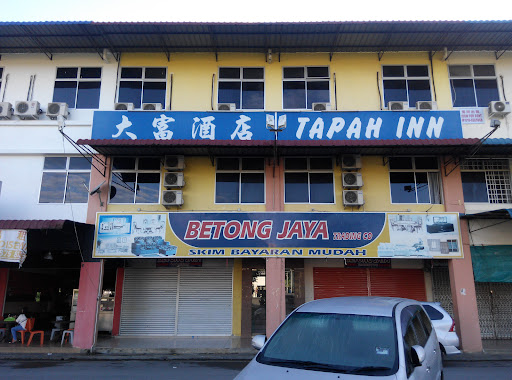 大富酒店 TAPAH INN
BETONG JAYA
TRADING CO
SKIM BAYARAN MUDAH